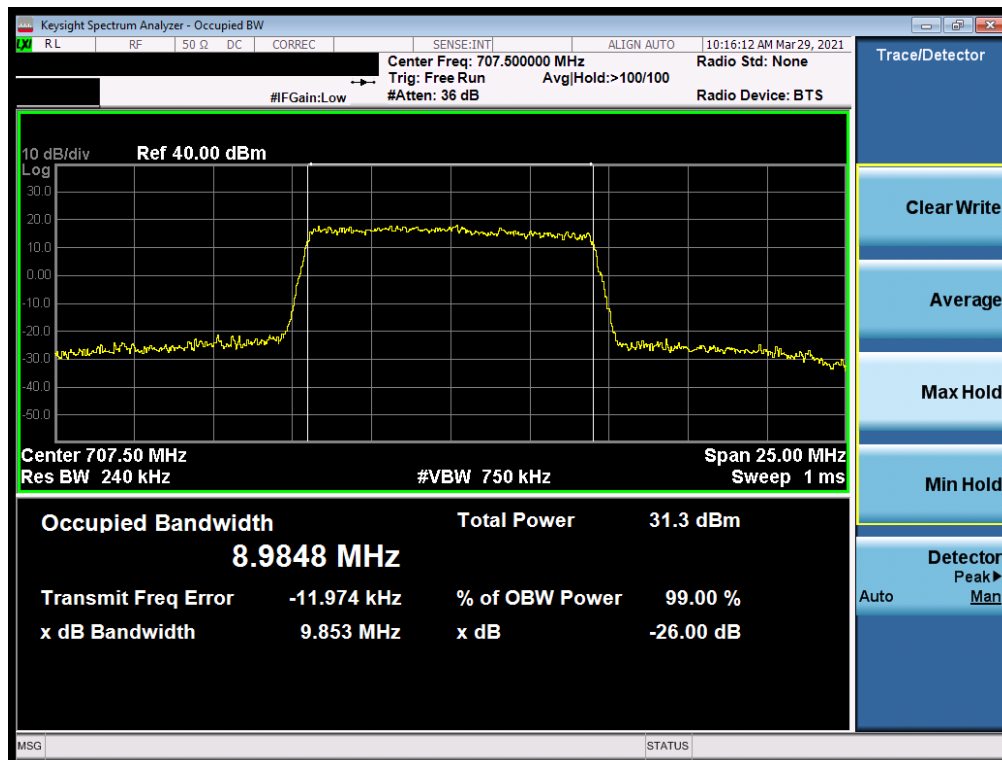 Keysight Spectrum Analyzer - Occupied BW
LXI RL RF 50 Ω DC CORREC SENSE:INT ALIGN AUTO 10:16:12 AM Mar 29, 2021
Center Freq: 707.500000 MHz Radio Std: None
Trig: Free Run Avg|Hold:>100/100
#IFGain:Low #Atten: 36 dB Radio Device: BTS
10 dB/div Ref 40.00 dBm
Log
30.0
20.0
10.0
0.00
-10.0
-20.0
-30.0
-40.0
-50.0
Center 707.50 MHz Span 25.00 MHz
Res BW 240 kHz #VBW 750 kHz Sweep 1 ms
Occupied Bandwidth Total Power 31.3 dBm
8.9848 MHz
Transmit Freq Error -11.974 kHz % of OBW Power 99.00 %
x dB Bandwidth 9.853 MHz x dB -26.00 dB
MSG STATUS
Trace/Detector
Clear Write
Average
Max Hold
Min Hold
Detector
Peak▶
Auto Man